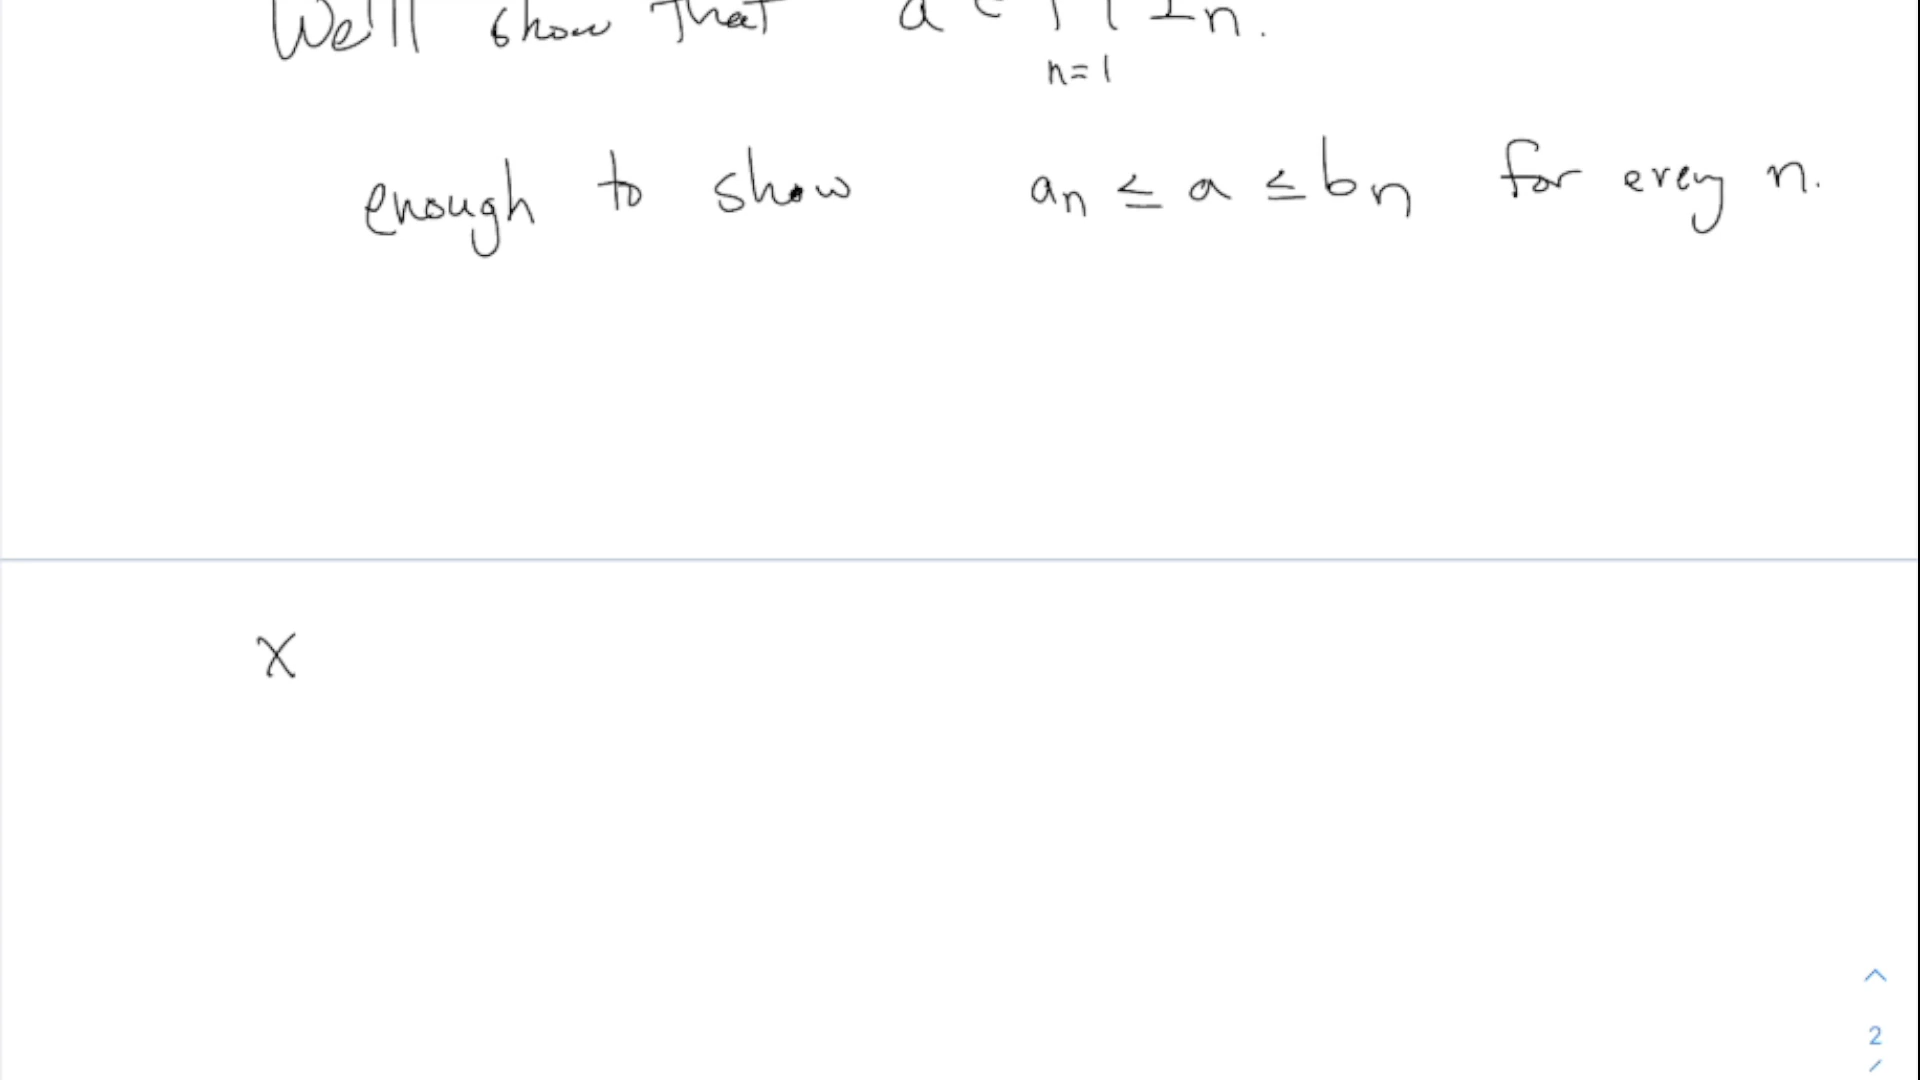 We'll show that a ∈ ⋂ In.
n=1
enough to show an ≤ a ≤ bn for every n.
x
2